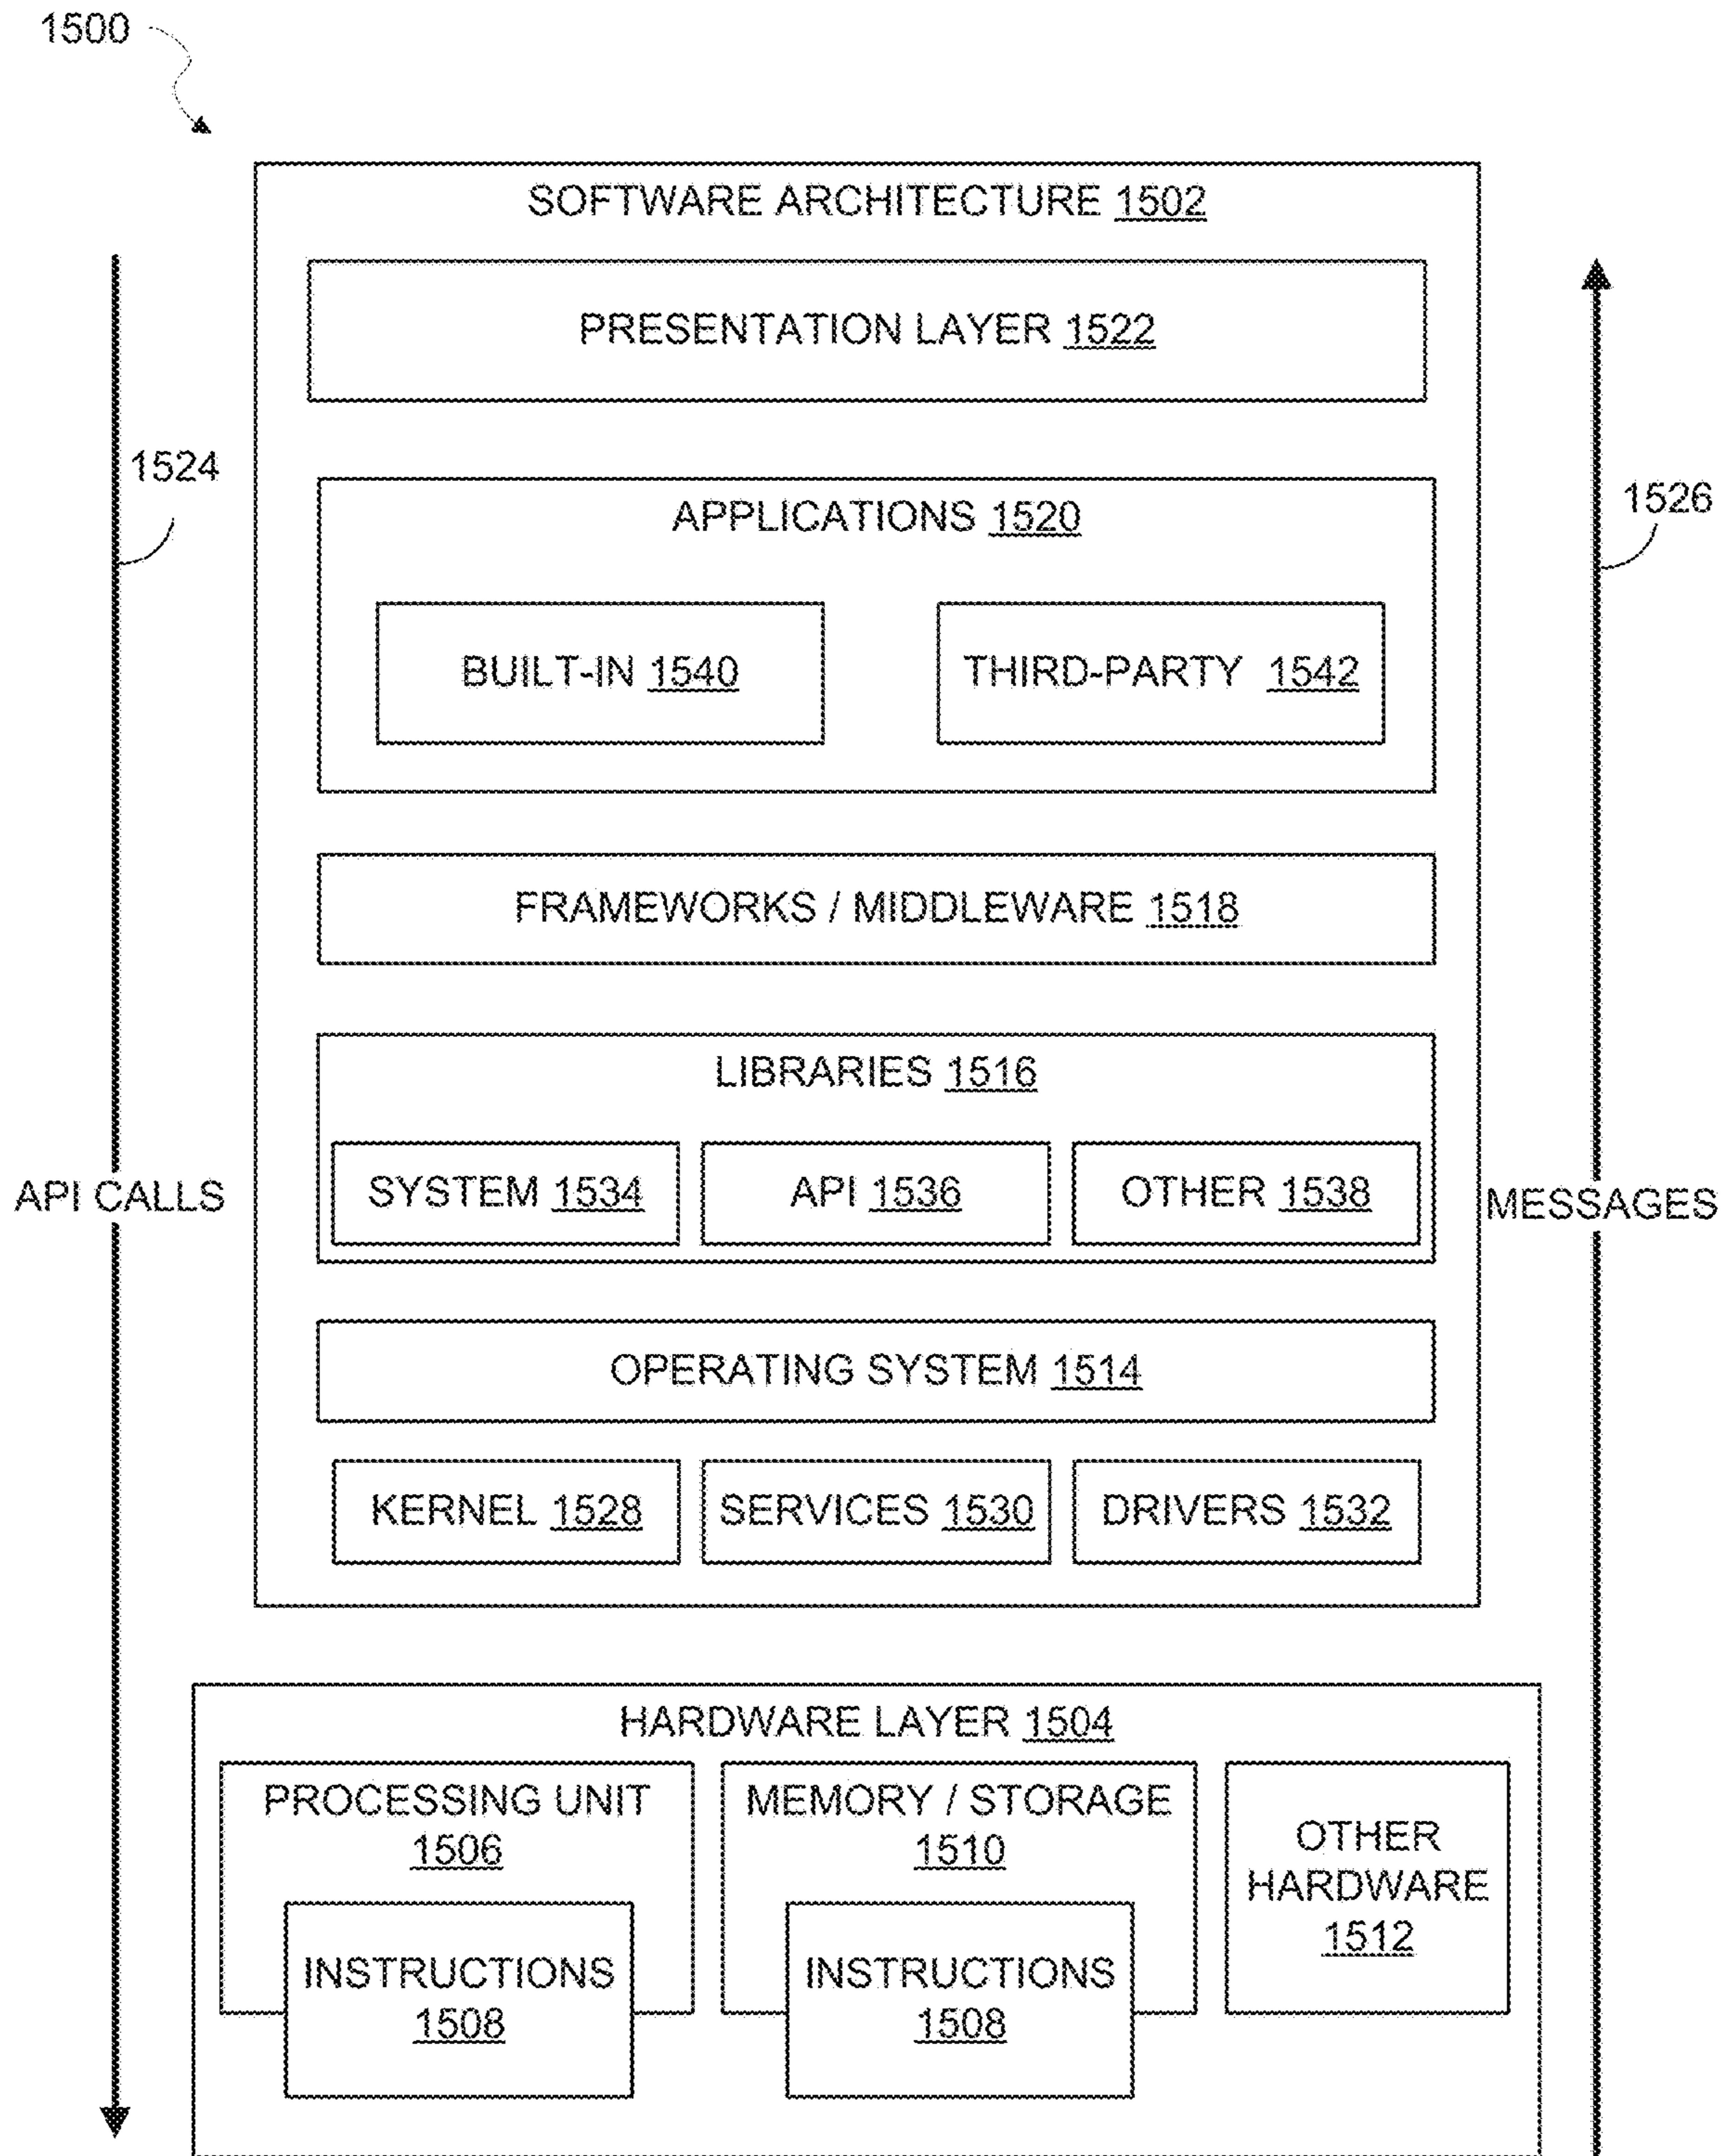 1500
SOFTWARE ARCHITECTURE 1502
PRESENTATION LAYER 1522
1524
1526
APPLICATIONS 1520
BUILT-IN 1540
THIRD-PARTY 1542
FRAMEWORKS / MIDDLEWARE 1518
LIBRARIES 1516
SYSTEM 1534
API 1536
OTHER 1538
API CALLS
MESSAGES
OPERATING SYSTEM 1514
KERNEL 1528
SERVICES 1530
DRIVERS 1532
HARDWARE LAYER 1504
PROCESSING UNIT
1506
INSTRUCTIONS
1508
MEMORY / STORAGE
1510
INSTRUCTIONS
1508
OTHER
HARDWARE
1512